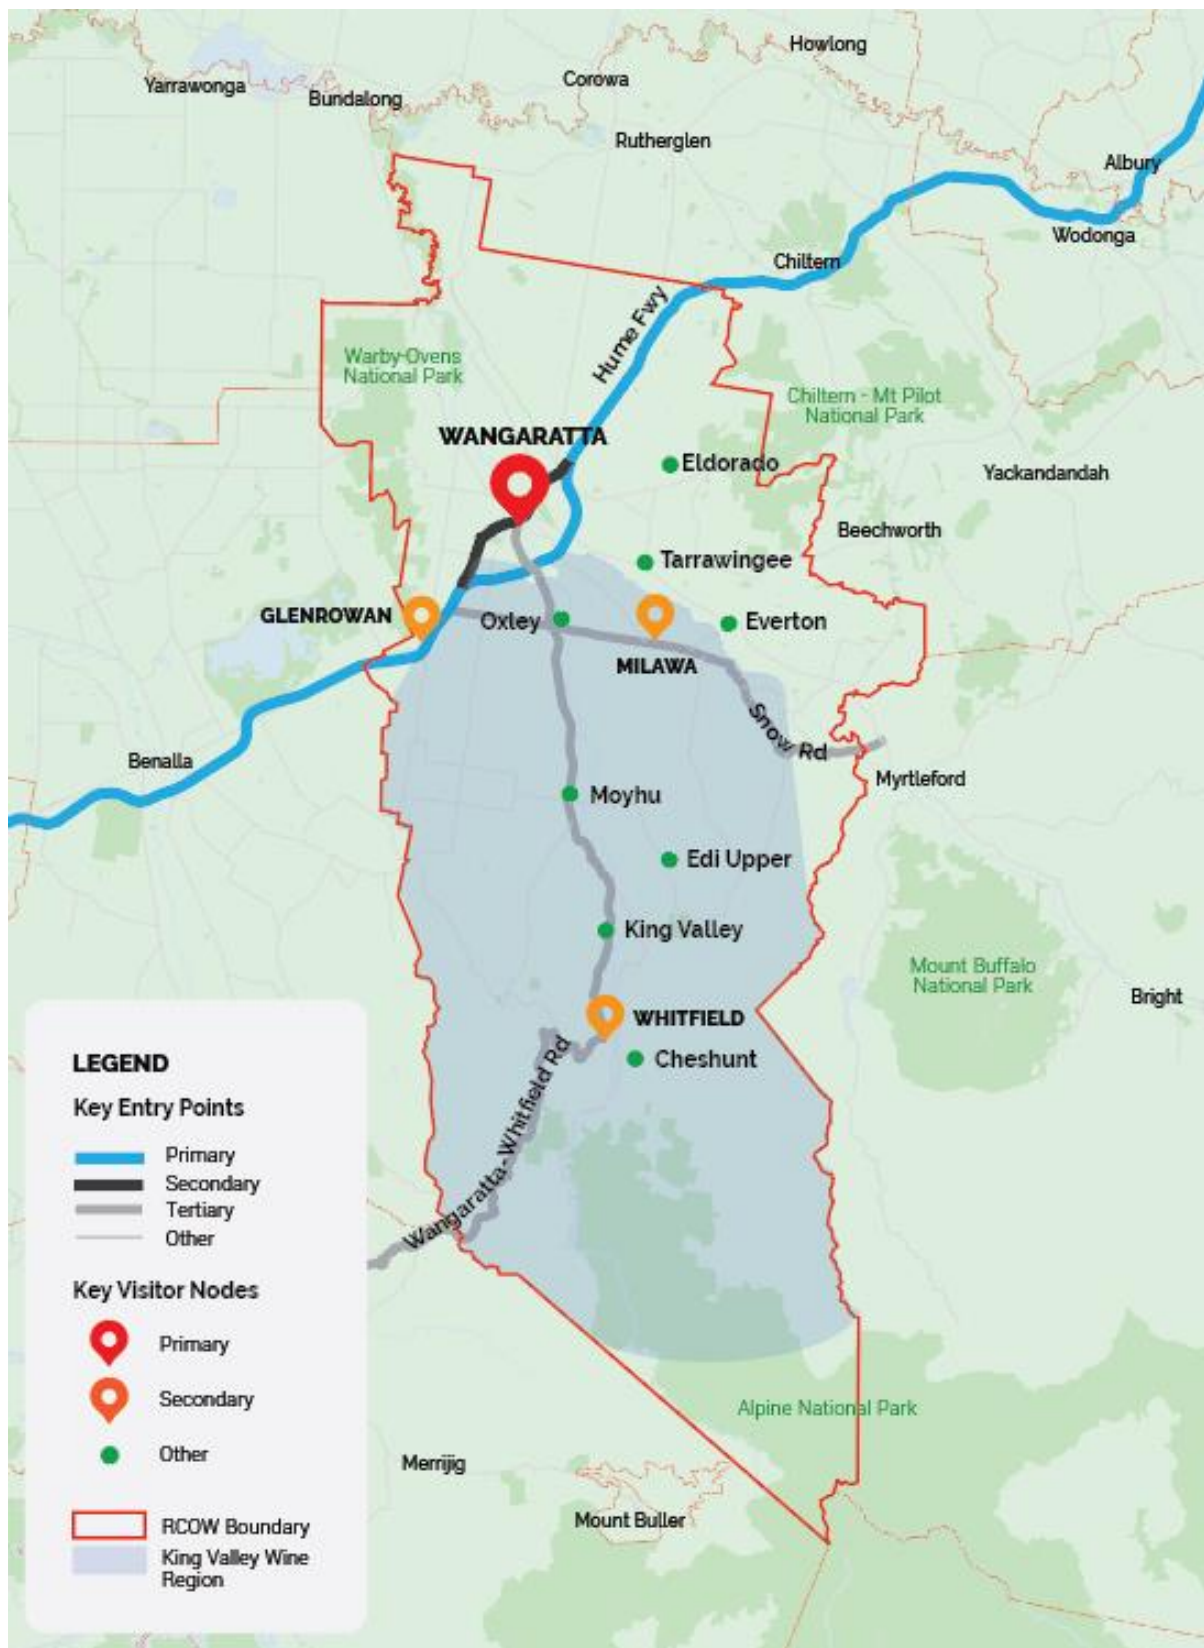 Howlong
Corowa
Yarrawonga
Bundalong
Rutherglen
Albury
Wodonga
Chiltern
Hume Fwy
Warby-Ovens
National Park
Chiltern - Mt Pilot
National Park
WANGARATTA
Eldorado
Yackandandah
Beechworth
Tarrawingee
GLENROWAN
Oxley
Everton
MILAWA
Snow Rd
Benalla
Myrtleford
Moyhu
Edi Upper
King Valley
Mount Buffalo
National Park
Bright
WHITFIELD
Cheshunt
Wangaratta-Whitfield Rd
LEGEND
Key Entry Points
Primary
Secondary
Tertiary
Other
Key Visitor Nodes
Primary
Secondary
Other
RCOW Boundary
King Valley Wine
Region
Alpine National Park
Merrijig
Mount Buller